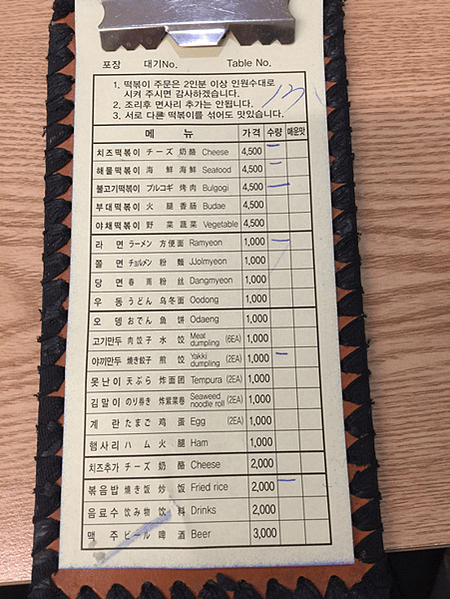 포장 대기No. Table No.
1. 떡볶이 주문은 2인분 이상 인원수대로
시켜 주시면 감사하겠습니다.
2. 조리후 면사리 추가는 안됩니다.
3. 서로 다른 떡볶이를 섞어도 맛있습니다.
메 뉴 가격 수량 매운맛
치즈떡볶이 チーズ 奶酪 Cheese 4,500
해물떡볶이 海鮮 海鲜 Seafood 4,500
불고기떡볶이 プルコギ 烤肉 Bulgogi 4,500
부대떡볶이 火腿香肠 Budae 4,500
야채떡볶이 野菜 蔬菜 Vegetable 4,500
라 면 ラーメン 方便面 Ramyeon 1,000
쫄 면 チョルメン 粉麵 JJolmyeon 1,000
당 면 春雨 粉丝 Dangmyeon 1,000
우 동 うどん 乌冬面 Oodong 1,000
오 뎅 おでん 鱼饼 Odaeng 1,000
고기만두 肉饺子 水饺 Meat dumpling (6EA) 1,000
야끼만두 焼き餃子 煎饺 Yakki dumpling (2EA) 1,000
못난이 天ぷら 炸面团 Tempura (2EA) 1,000
김말이 のり巻き 炸紫菜卷 Seaweed noodle roll (2EA) 1,000
계 란 たまご 鸡蛋 Egg (2EA) 1,000
햄사리 ハム 火腿 Ham 1,000
치즈추가 チーズ 奶酪 Cheese 2,000
볶음밥 焼き飯 炒饭 Fried rice 2,000
음료수 飲み物 饮料 Drinks 2,000
맥 주 ビール 啤酒 Beer 3,000